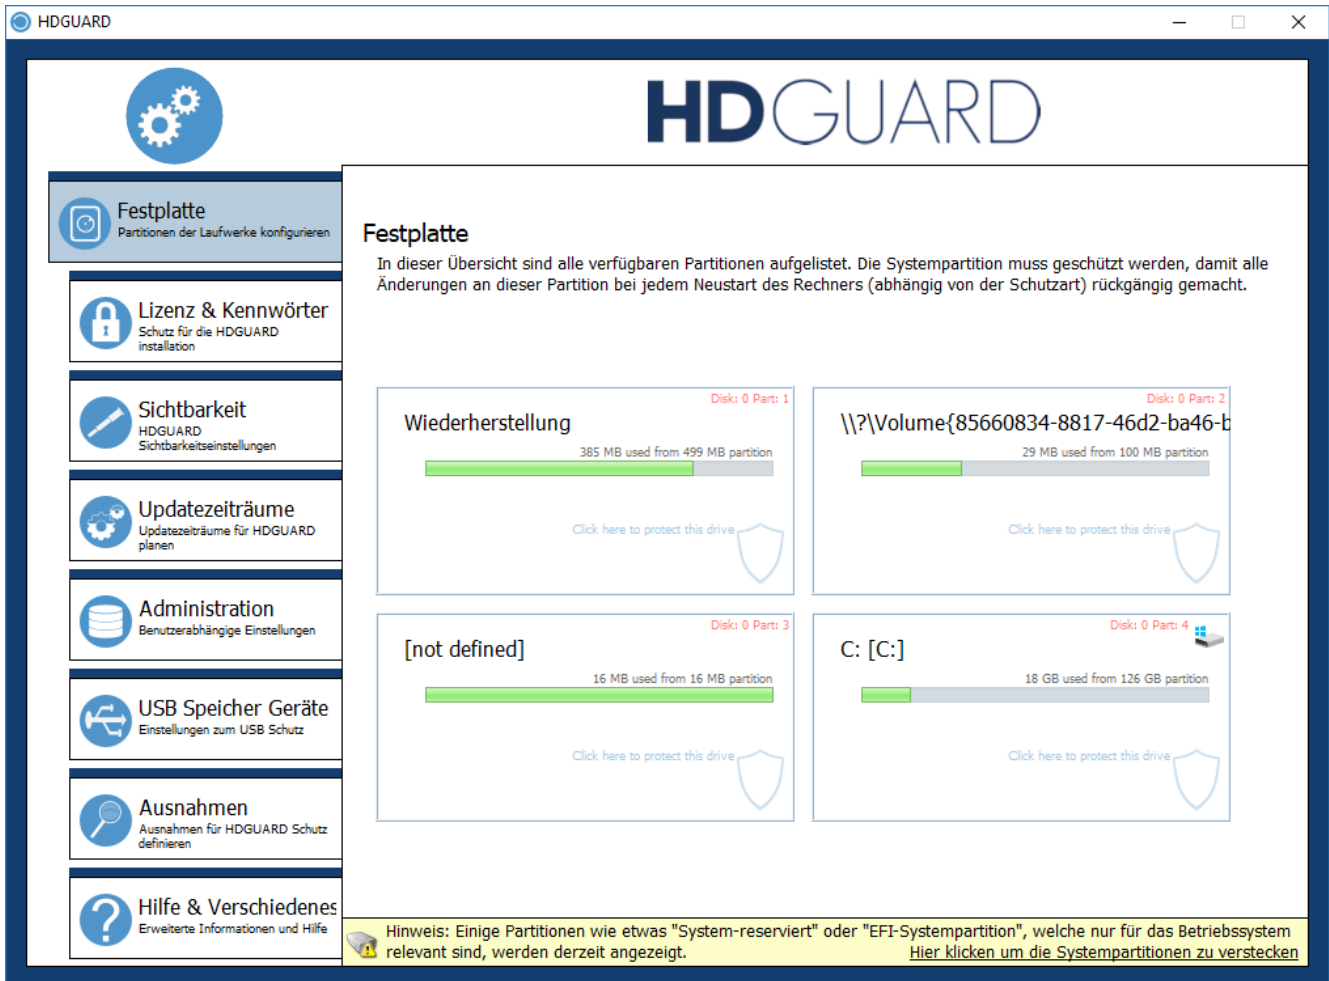 HDGUARD
HDGUARD
Festplatte
Partitionen der Laufwerke konfigurieren
Lizenz & Kennwörter
Schutz für die HDGUARD
installation
Sichtbarkeit
HDGUARD
Sichtbarkeitseinstellungen
Updatezeiträume
Updatezeiträume für HDGUARD
planen
Administration
Benutzerabhängige Einstellungen
USB Speicher Geräte
Einstellungen zum USB Schutz
Ausnahmen
Ausnahmen für HDGUARD Schutz
definieren
Hilfe & Verschiedenes
Erweiterte Informationen und Hilfe
Festplatte
In dieser Übersicht sind alle verfügbaren Partitionen aufgelistet. Die Systempartition muss geschützt werden, damit alle
Änderungen an dieser Partition bei jedem Neustart des Rechners (abhängig von der Schutzart) rückgängig gemacht.
Disk: 0 Part: 1
Wiederherstellung
385 MB used from 499 MB partition
Click here to protect this drive
Disk: 0 Part: 2
\\?\Volume{85660834-8817-46d2-ba46-b
29 MB used from 100 MB partition
Click here to protect this drive
Disk: 0 Part: 3
[not defined]
16 MB used from 16 MB partition
Click here to protect this drive
Disk: 0 Part: 4
C: [C:]
18 GB used from 126 GB partition
Click here to protect this drive
Hinweis: Einige Partitionen wie etwas "System-reserviert" oder "EFI-Systempartition", welche nur für das Betriebssystem
relevant sind, werden derzeit angezeigt.
Hier klicken um die Systempartitionen zu verstecken